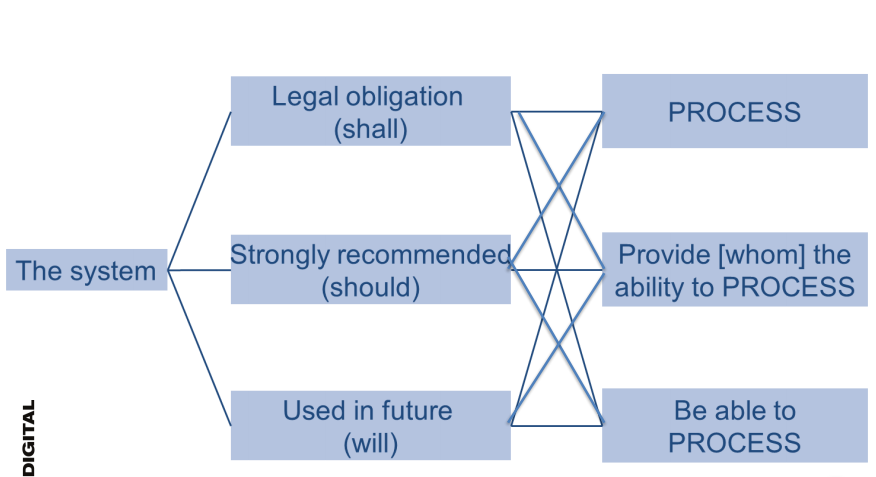 Legal obligation
(shall)
PROCESS
The system
Strongly recommended
(should)
Provide [whom] the
ability to PROCESS
Used in future
(will)
Be able to
PROCESS
DIGITAL